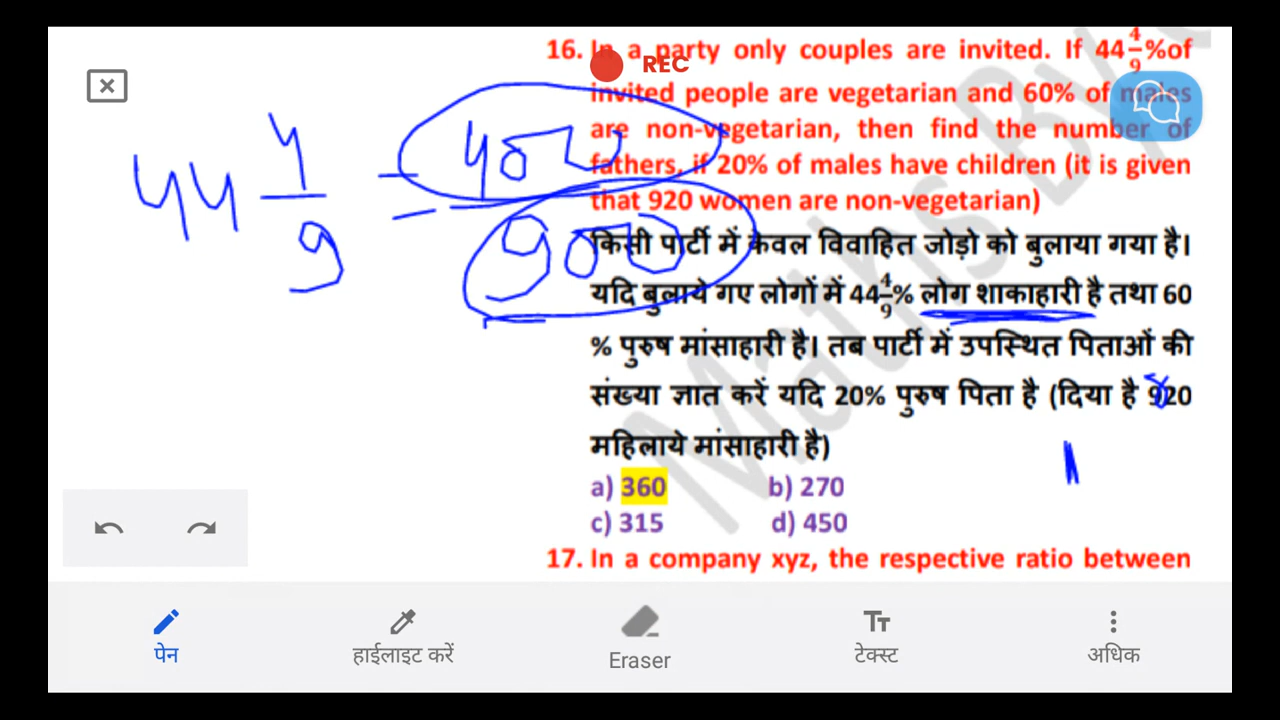 16. In a party only couples are invited. If 44 4/9 %of
REC
invited people are vegetarian and 60% of males
are non-vegetarian, then find the number of
fathers, if 20% of males have children (it is given
that 920 women are non-vegetarian)
44 4/9 = 400/900
किसी पार्टी में केवल विवाहित जोड़ो को बुलाया गया है।
यदि बुलाये गए लोगों में 44 4/9 % लोग शाकाहारी है तथा 60
% पुरुष मांसाहारी है। तब पार्टी में उपस्थित पिताओं की
संख्या ज्ञात करें यदि 20% पुरुष पिता है (दिया है 920
महिलाये मांसाहारी है)
a) 360 b) 270
c) 315 d) 450
17. In a company xyz, the respective ratio between
पेन हाईलाइट करें Eraser टेक्स्ट अधिक